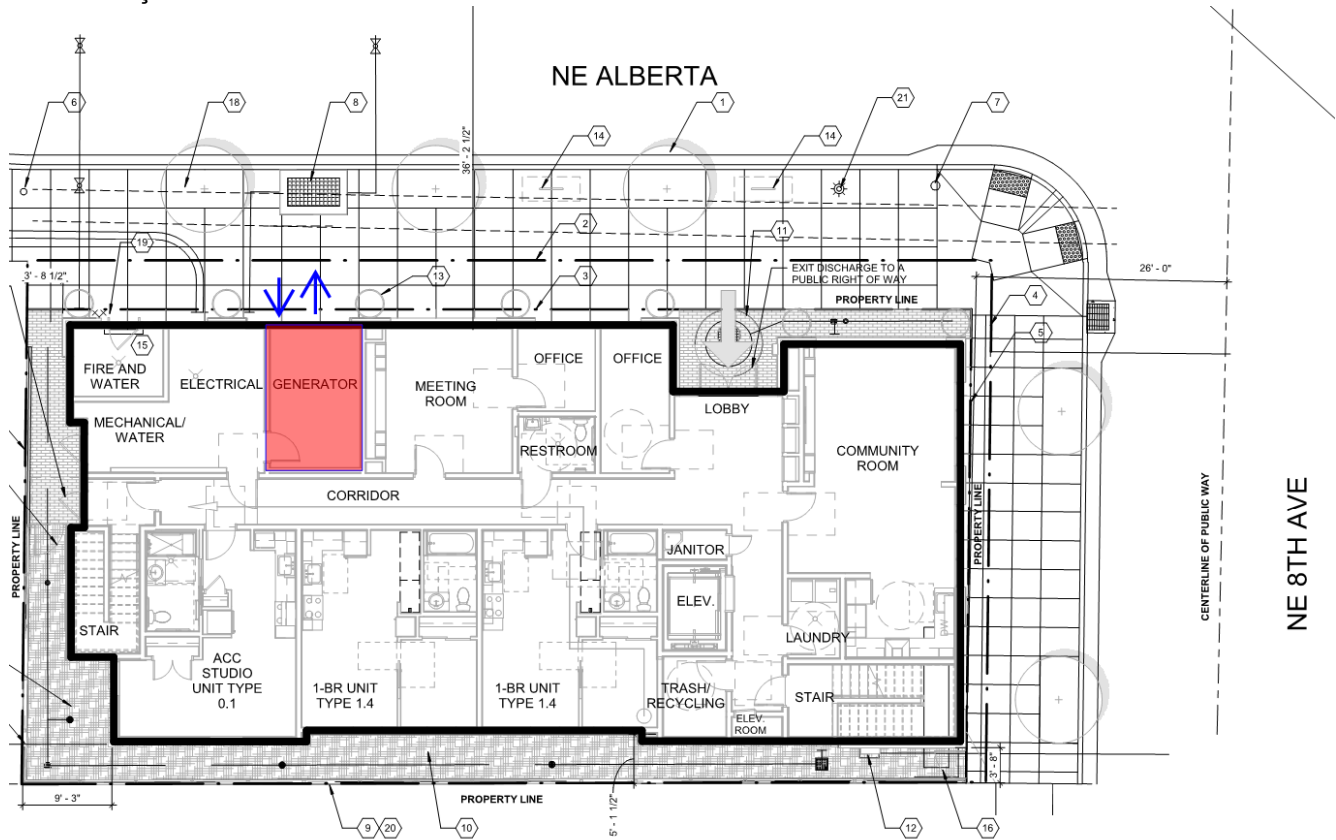 NE ALBERTA
6
18
8
1
21
7
14
14
36' - 2 1/2"
19
2
11
3' - 8 1/2"
13
3
EXIT DISCHARGE TO A
PUBLIC RIGHT OF WAY
26' - 0"
PROPERTY LINE
4
5
15
FIRE AND
WATER
ELECTRICAL
GENERATOR
MEETING
ROOM
OFFICE
OFFICE
LOBBY
MECHANICAL/
WATER
RESTROOM
COMMUNITY
ROOM
CORRIDOR
PROPERTY LINE
PROPERTY LINE
CENTERLINE OF PUBLIC WAY
NE 8TH AVE
JANITOR
ELEV.
STAIR
LAUNDRY
ACC
STUDIO
UNIT TYPE
0.1
1-BR UNIT
TYPE 1.4
1-BR UNIT
TYPE 1.4
TRASH/
RECYCLING
STAIR
ELEV.
ROOM
3' - 8"
9' - 3"
PROPERTY LINE
5' - 1 1/2"
9
20
10
12
16